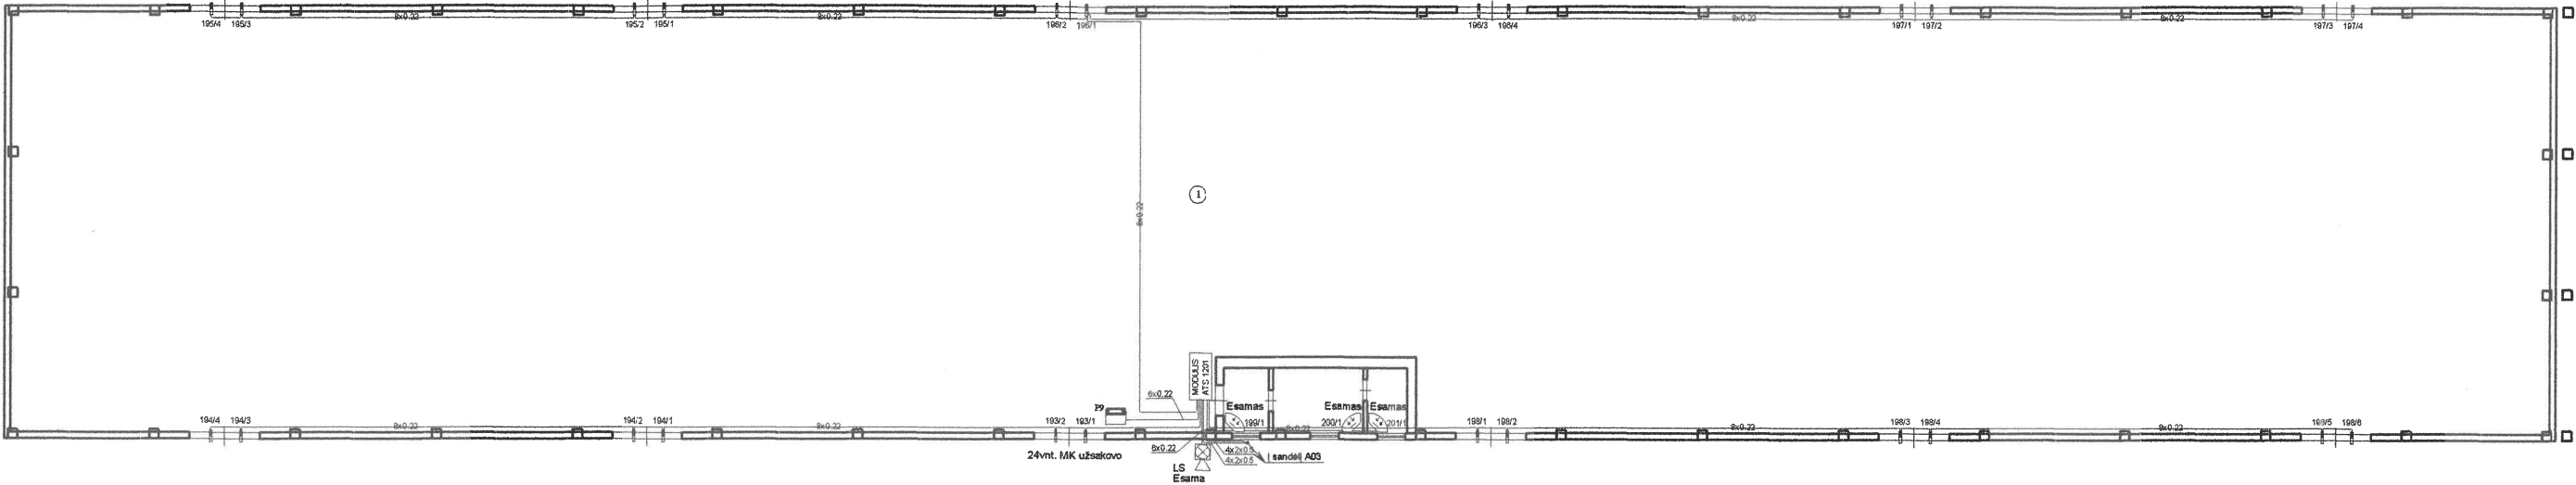 195/4 195/3 8x0.22 195/2 195/1 8x0.22 196/2 196/1 196/3 196/4 8x0.22 197/1 197/2 8x0.22 197/3 197/4
8x0.22
1
MODULIS
ATS 1201
6x0.22
P9
Esamas Esamas Esamas
194/4 194/3 8x0.22 194/2 194/1 8x0.22 193/2 193/1 199/1 8x0.22 200/1 201/1 198/1 198/2 8x0.22 198/3 198/4 8x0.22 198/5 198/6
6x0.22
4x2x0.5
4x2x0.5
Į sandėlį A03
24vnt. MK užsakovo
LS
Esama